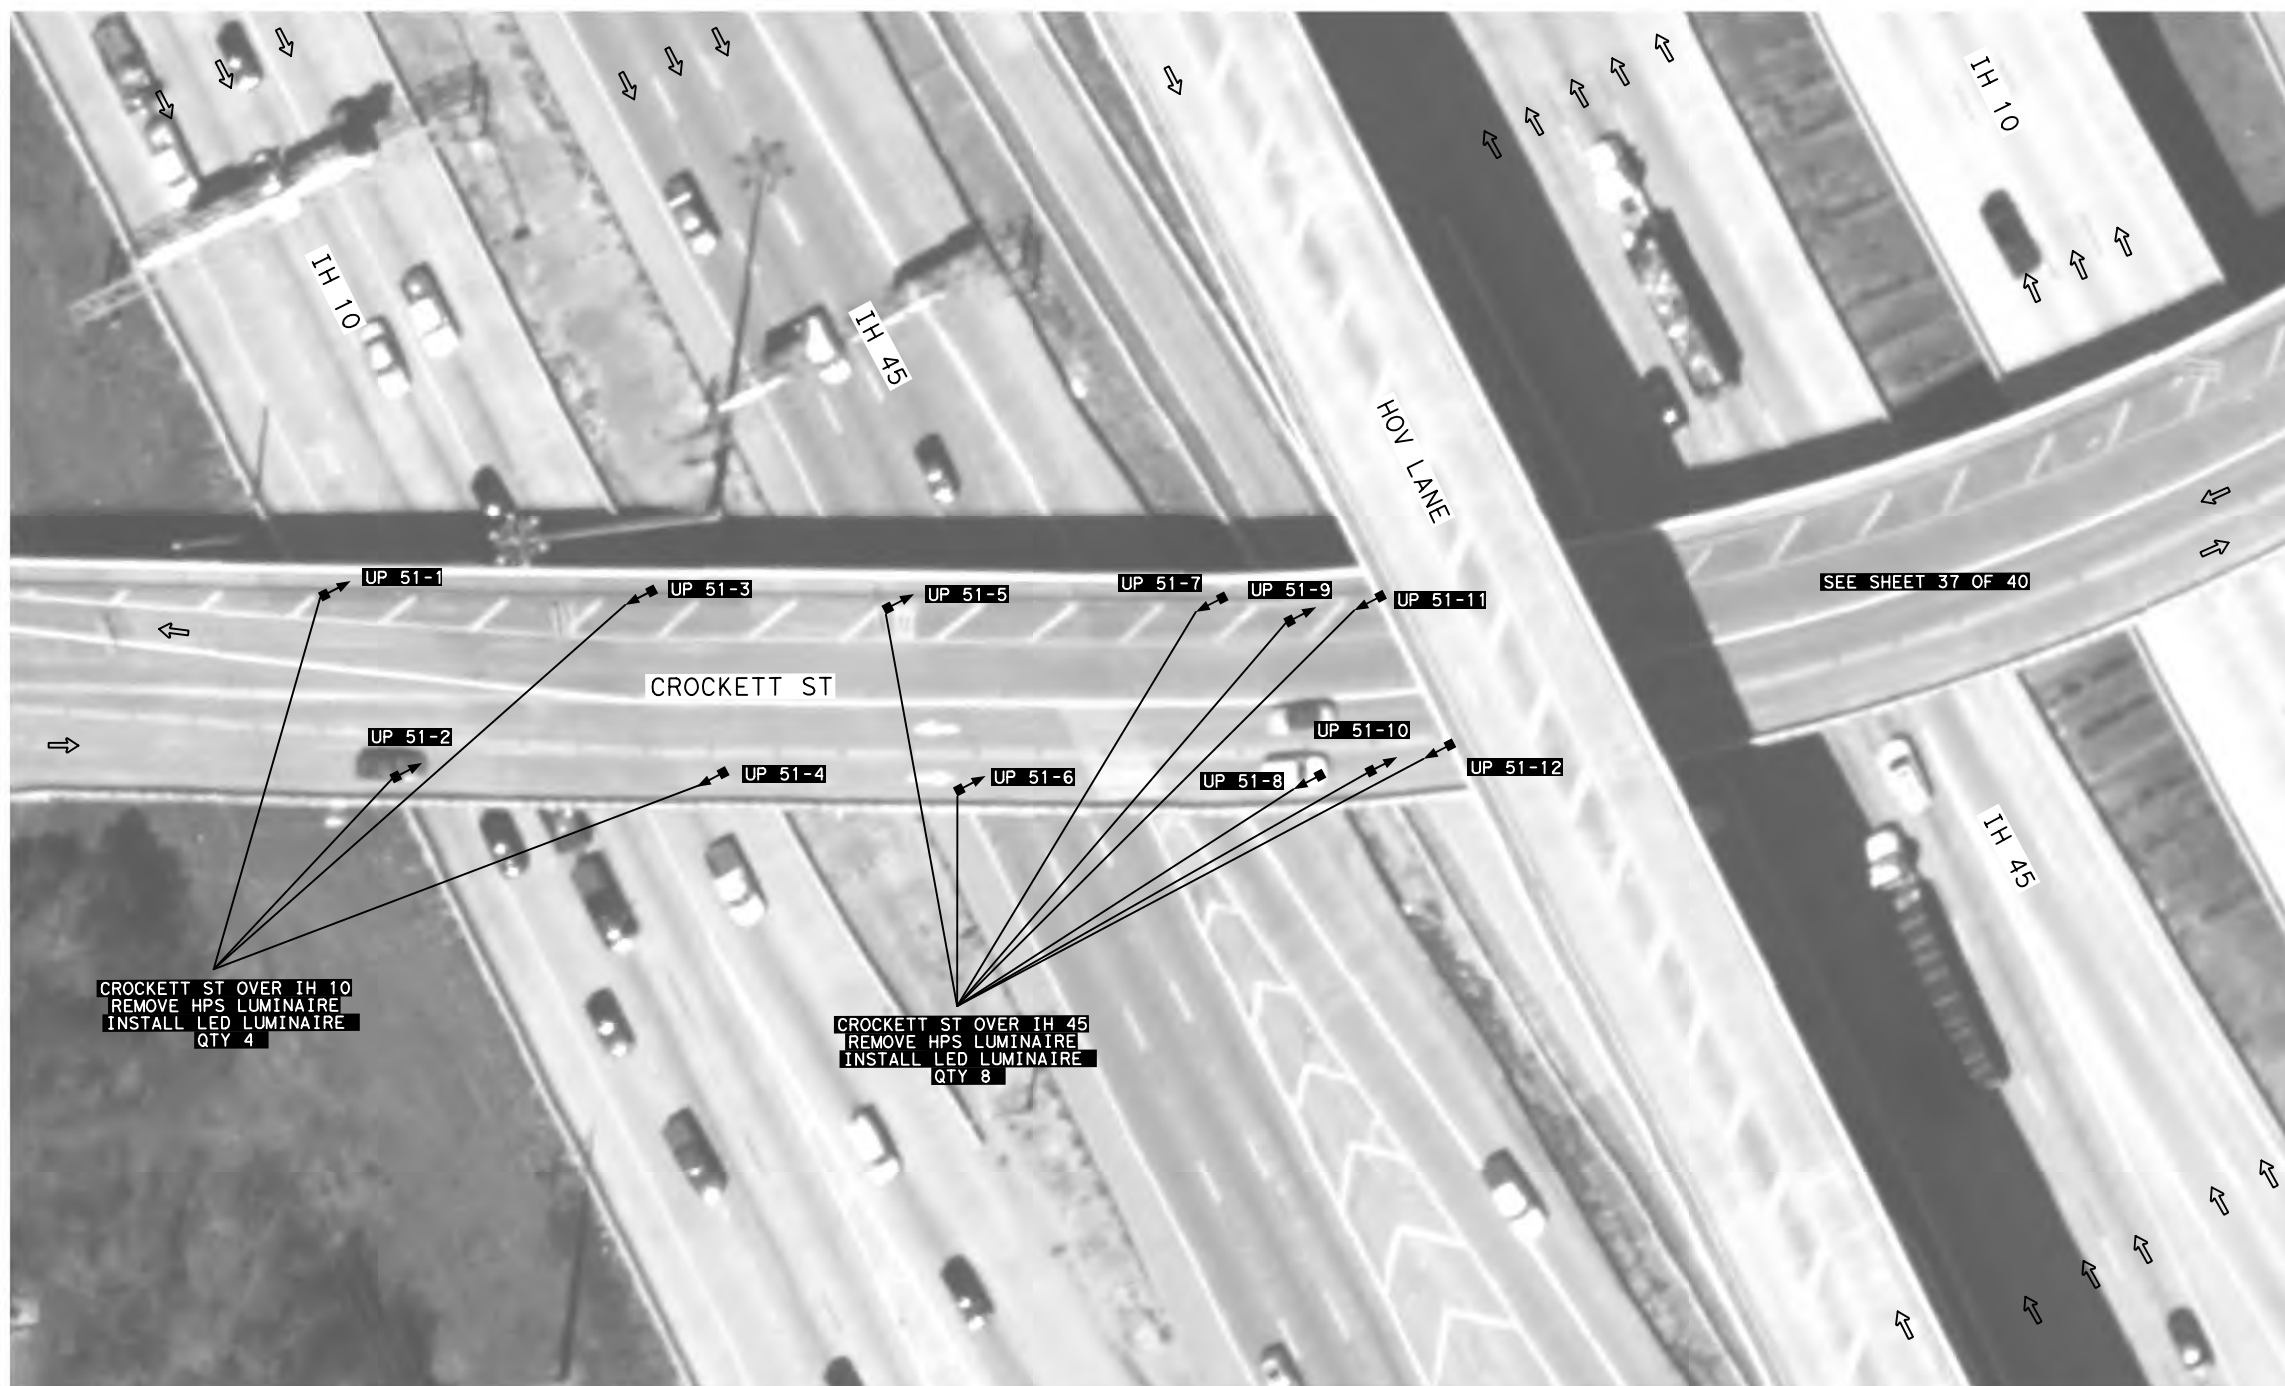 IH 10
IH 10
IH 45
HOV LANE
UP 51-1
UP 51-3
UP 51-5
UP 51-7
UP 51-9
UP 51-11
SEE SHEET 37 OF 40
CROCKETT ST
UP 51-2
UP 51-4
UP 51-6
UP 51-8
UP 51-10
UP 51-12
IH 45
CROCKETT ST OVER IH 10
REMOVE HPS LUMINAIRE
INSTALL LED LUMINAIRE
QTY 4
CROCKETT ST OVER IH 45
REMOVE HPS LUMINAIRE
INSTALL LED LUMINAIRE
QTY 8